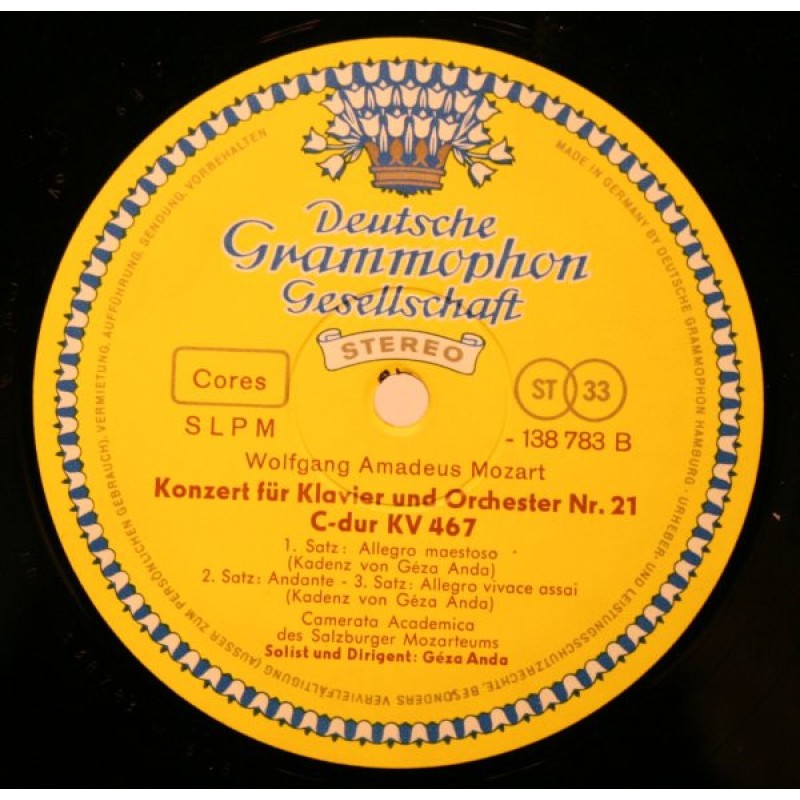 Deutsche
Grammophon
Gesellschaft
STEREO
Cores
SLPM
ST 33
- 138 783 B
Wolfgang Amadeus Mozart
Konzert für Klavier und Orchester Nr. 21
C-dur KV 467
1. Satz: Allegro maestoso
(Kadenz von Géza Anda)
2. Satz: Andante - 3. Satz: Allegro vivace assai
(Kadenz von Géza Anda)
Camerata Academica
des Salzburger Mozarteums
Solist und Dirigent: Géza Anda
MADE IN GERMANY BY DEUTSCHE GRAMMOPHON HAMBURG · URHEBER- UND LEISTUNGSSCHUTZRECHTE, BESONDERS VERVIELFÄLTIGUNG (AUSSER ZUM PERSÖNLICHEN GEBRAUCH), VERMIETUNG, AUFFÜHRUNG, SENDUNG, VORBEHALTEN